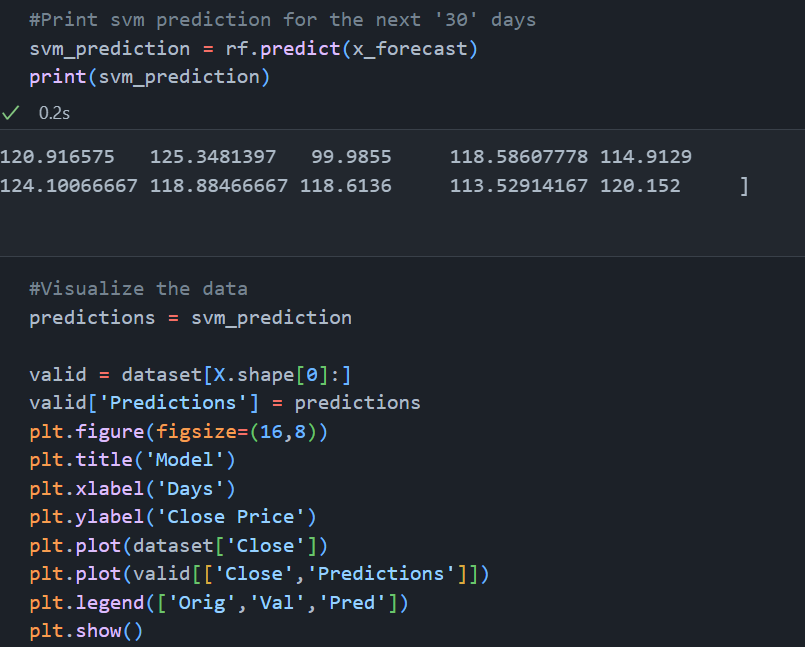 #Print svm prediction for the next '30' days
svm_prediction = rf.predict(x_forecast)
print(svm_prediction)
0.2s
120.916575 125.3481397 99.9855 118.58607778 114.9129
124.10066667 118.88466667 118.6136 113.52914167 120.152 ]
#Visualize the data
predictions = svm_prediction
valid = dataset[X.shape[0]:]
valid['Predictions'] = predictions
plt.figure(figsize=(16,8))
plt.title('Model')
plt.xlabel('Days')
plt.ylabel('Close Price')
plt.plot(dataset['Close'])
plt.plot(valid[['Close','Predictions']])
plt.legend(['Orig','Val','Pred'])
plt.show()